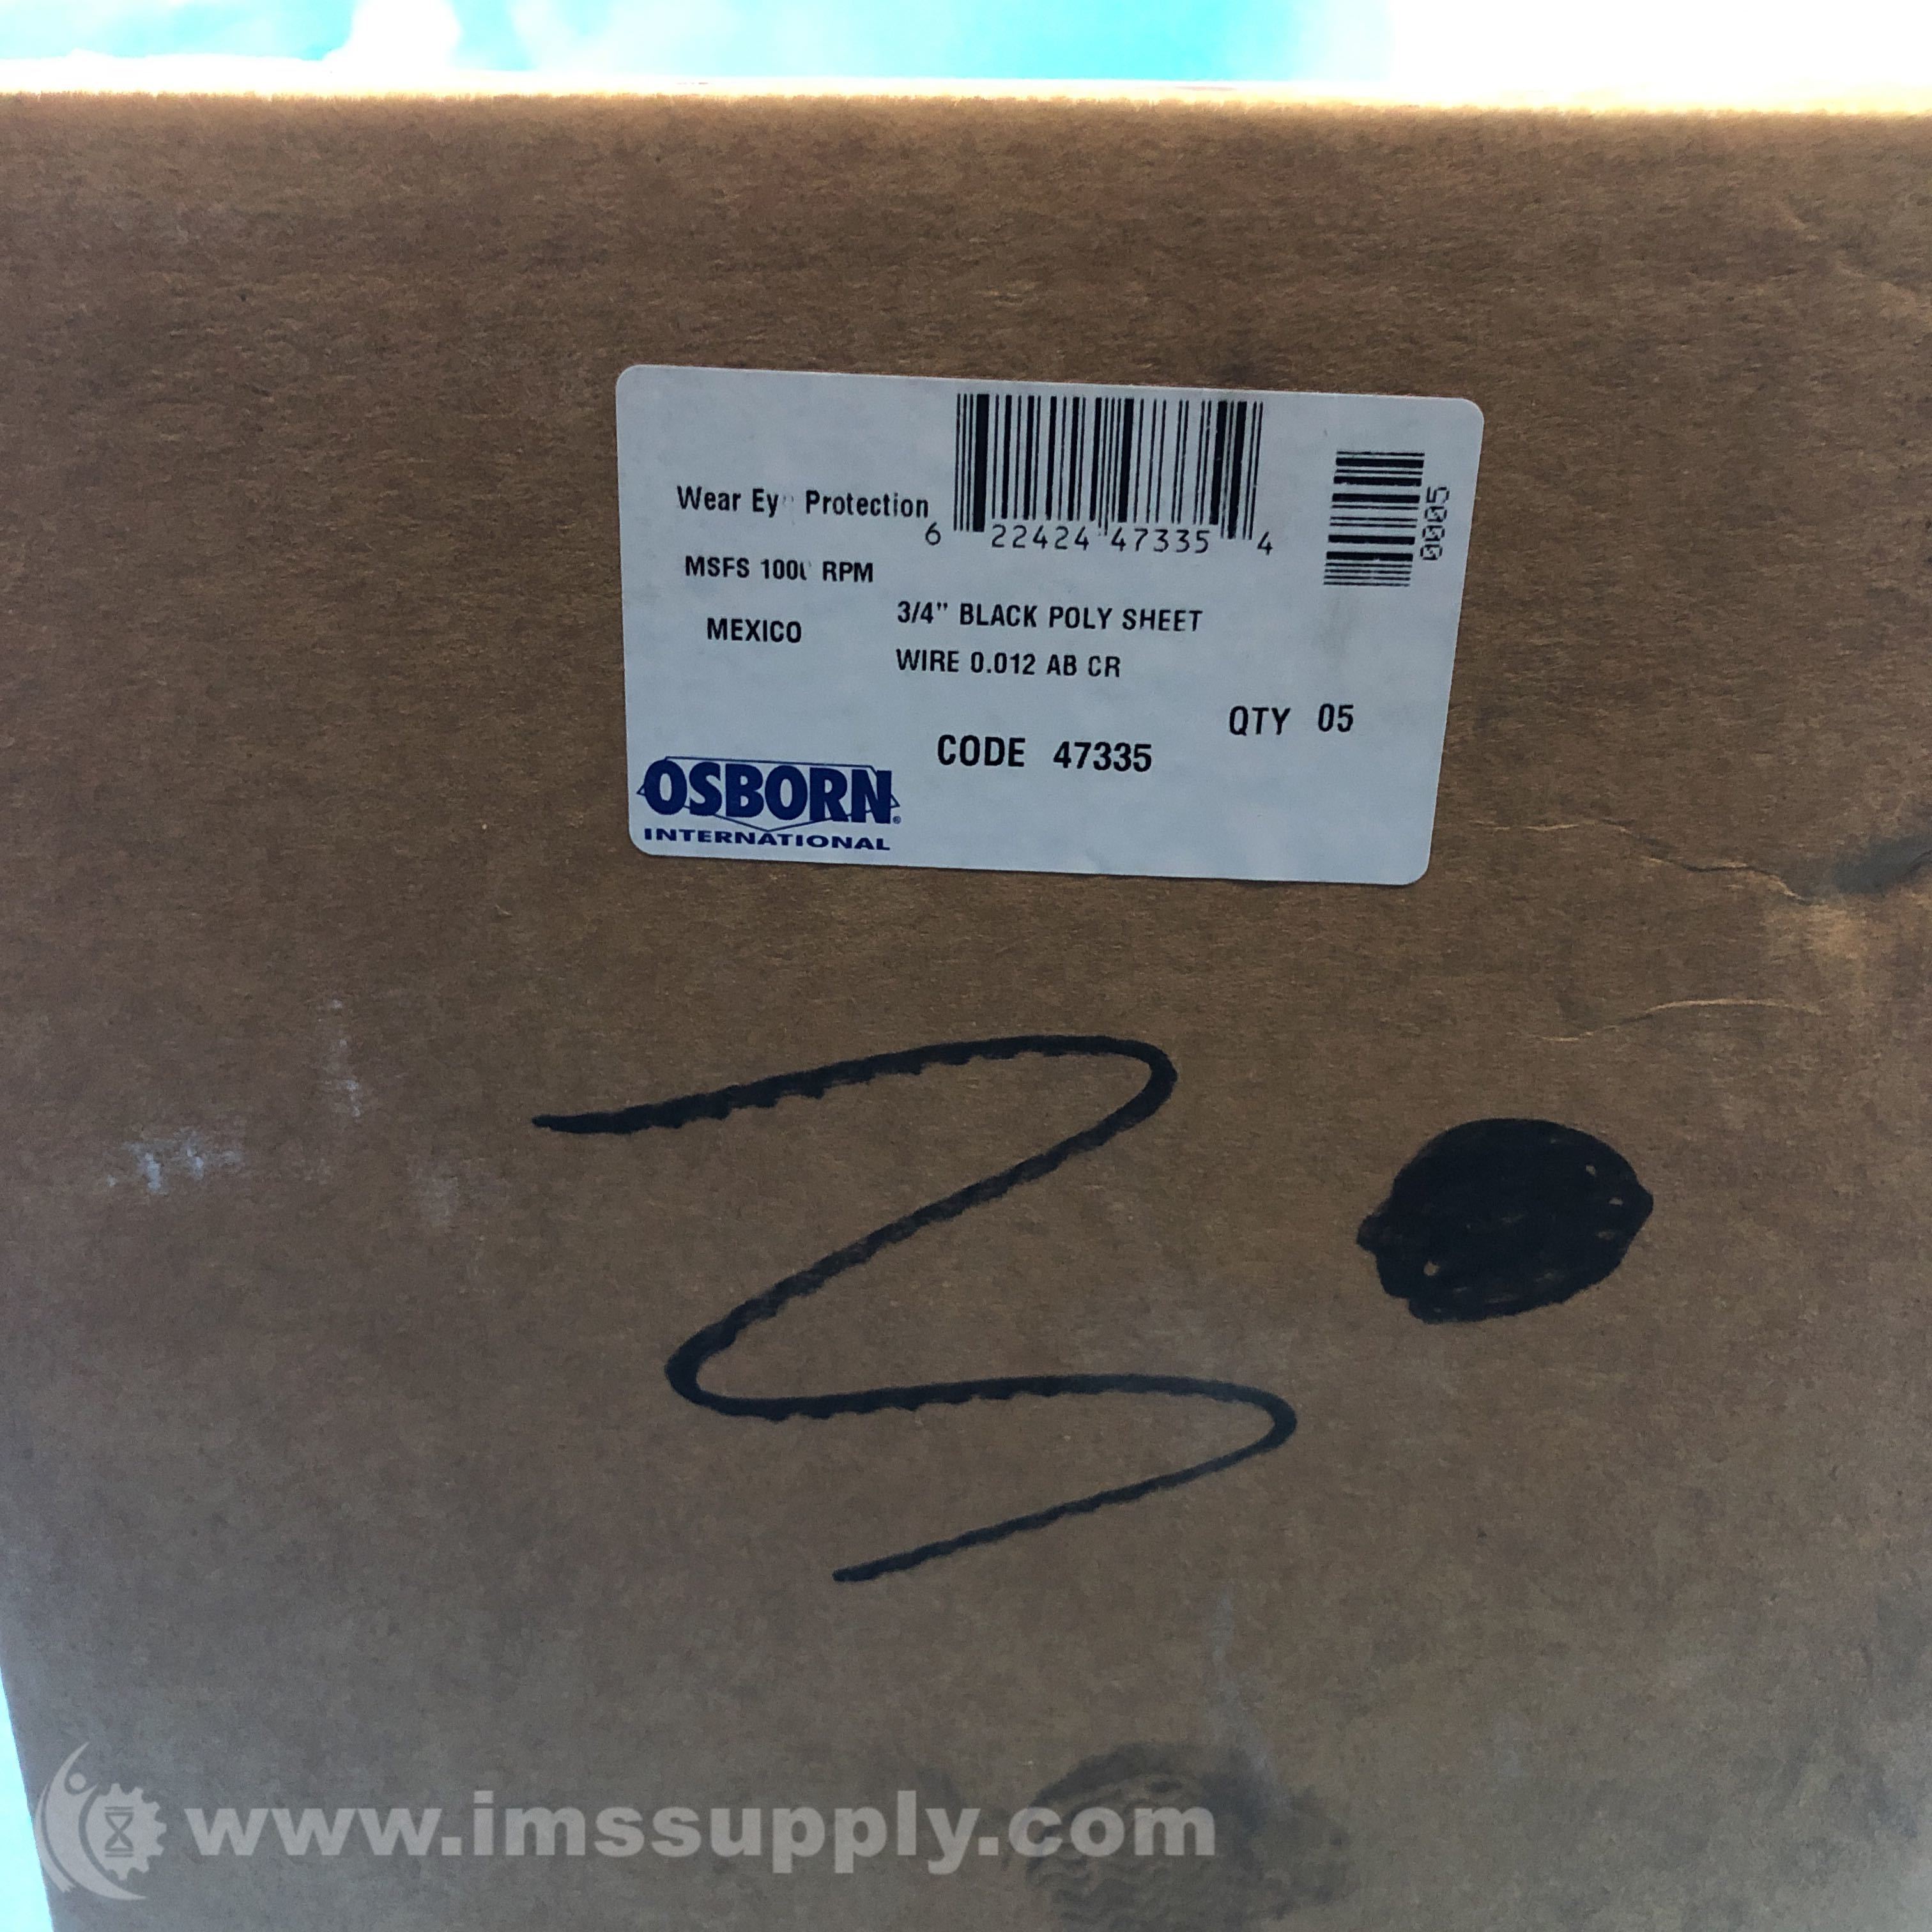 Wear Ey Protection
6 22424 47335 4
0005
MSFS 100 RPM
MEXICO
3/4" BLACK POLY SHEET
WIRE 0.012 AB CR
QTY 05
CODE 47335
OSBORN®
INTERNATIONAL
www.imssupply.com